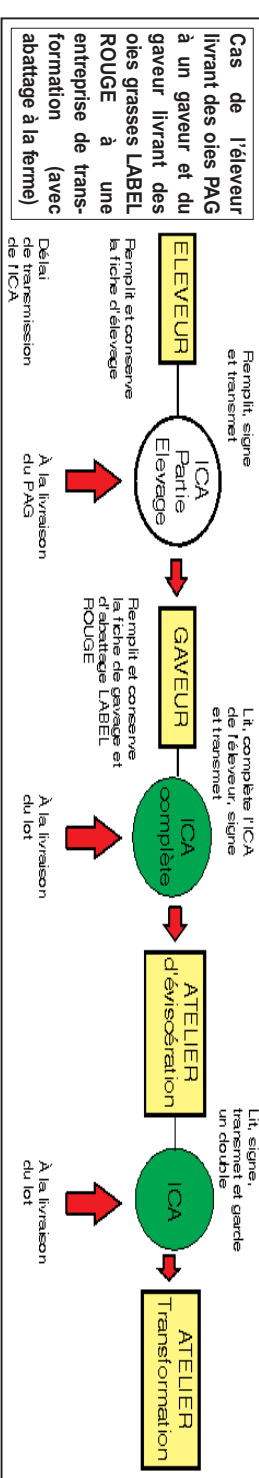 Cas de l'éleveur
livrant des oies PAG
à un gaveur et du
gaveur livrant des
oies grasses LABEL
ROUGE à une
entreprise de trans-
formation (avec
abattage à la ferme)
Remplit, signe
et transmet
ELEVEUR
Remplit et conserve
la fiche d'élevage
Délai
de transmission
de l'ICA
ICA
Partie
Elevage
À la livraison
du PAG
Lit, complète l'ICA
de l'éleveur, signe
et transmet
GAVEUR
Remplit et conserve
la fiche de gavage et
d'abattage LABEL
ROUGE
ICA
complète
À la livraison
du lot
ATELIER
d'éviscération
Lit, signe,
transmet et garde
un double
ICA
À la livraison
du lot
ATELIER
Transformation